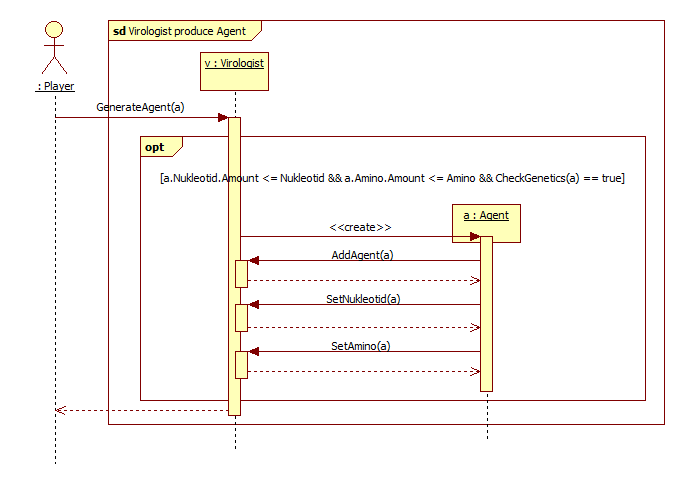 sd Virologist produce Agent
v : Virologist
: Player
GenerateAgent(a)
opt
[a.Nukleotid.Amount <= Nukleotid && a.Amino.Amount <= Amino && CheckGenetics(a) == true]
a : Agent
<<create>>
AddAgent(a)
SetNukleotid(a)
SetAmino(a)